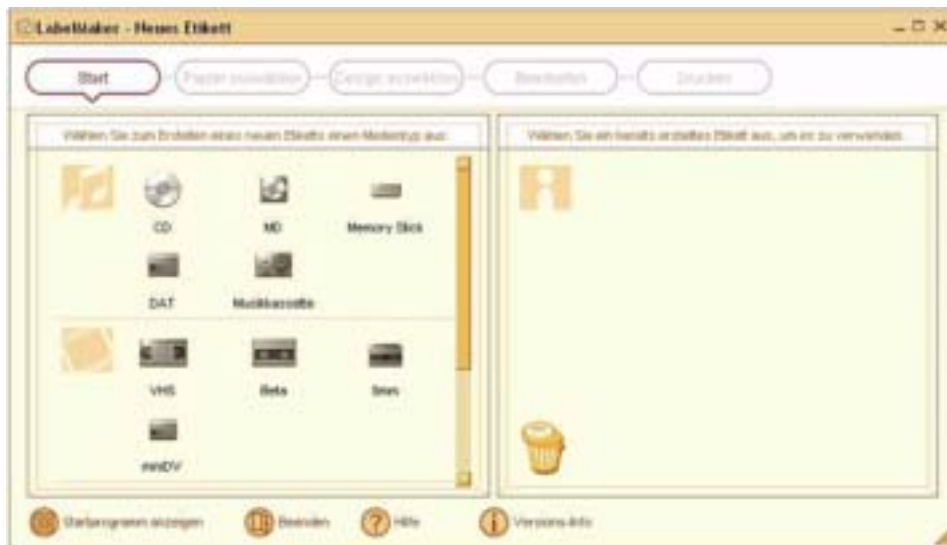 LabelMaker - Neues Etikett
Start
Papier auswählen
Design auswählen
Bearbeiten
Drucken
Wählen Sie zum Erstellen eines neuen Etiketts einen Medientyp aus.
CD
MD
Memory Stick
DAT
Musikkassette
VHS
Beta
8mm
miniDV
Wählen Sie ein bereits erstelltes Etikett aus, um es zu verwenden.
Startprogramm anzeigen
Beenden
Hilfe
Versions-Info